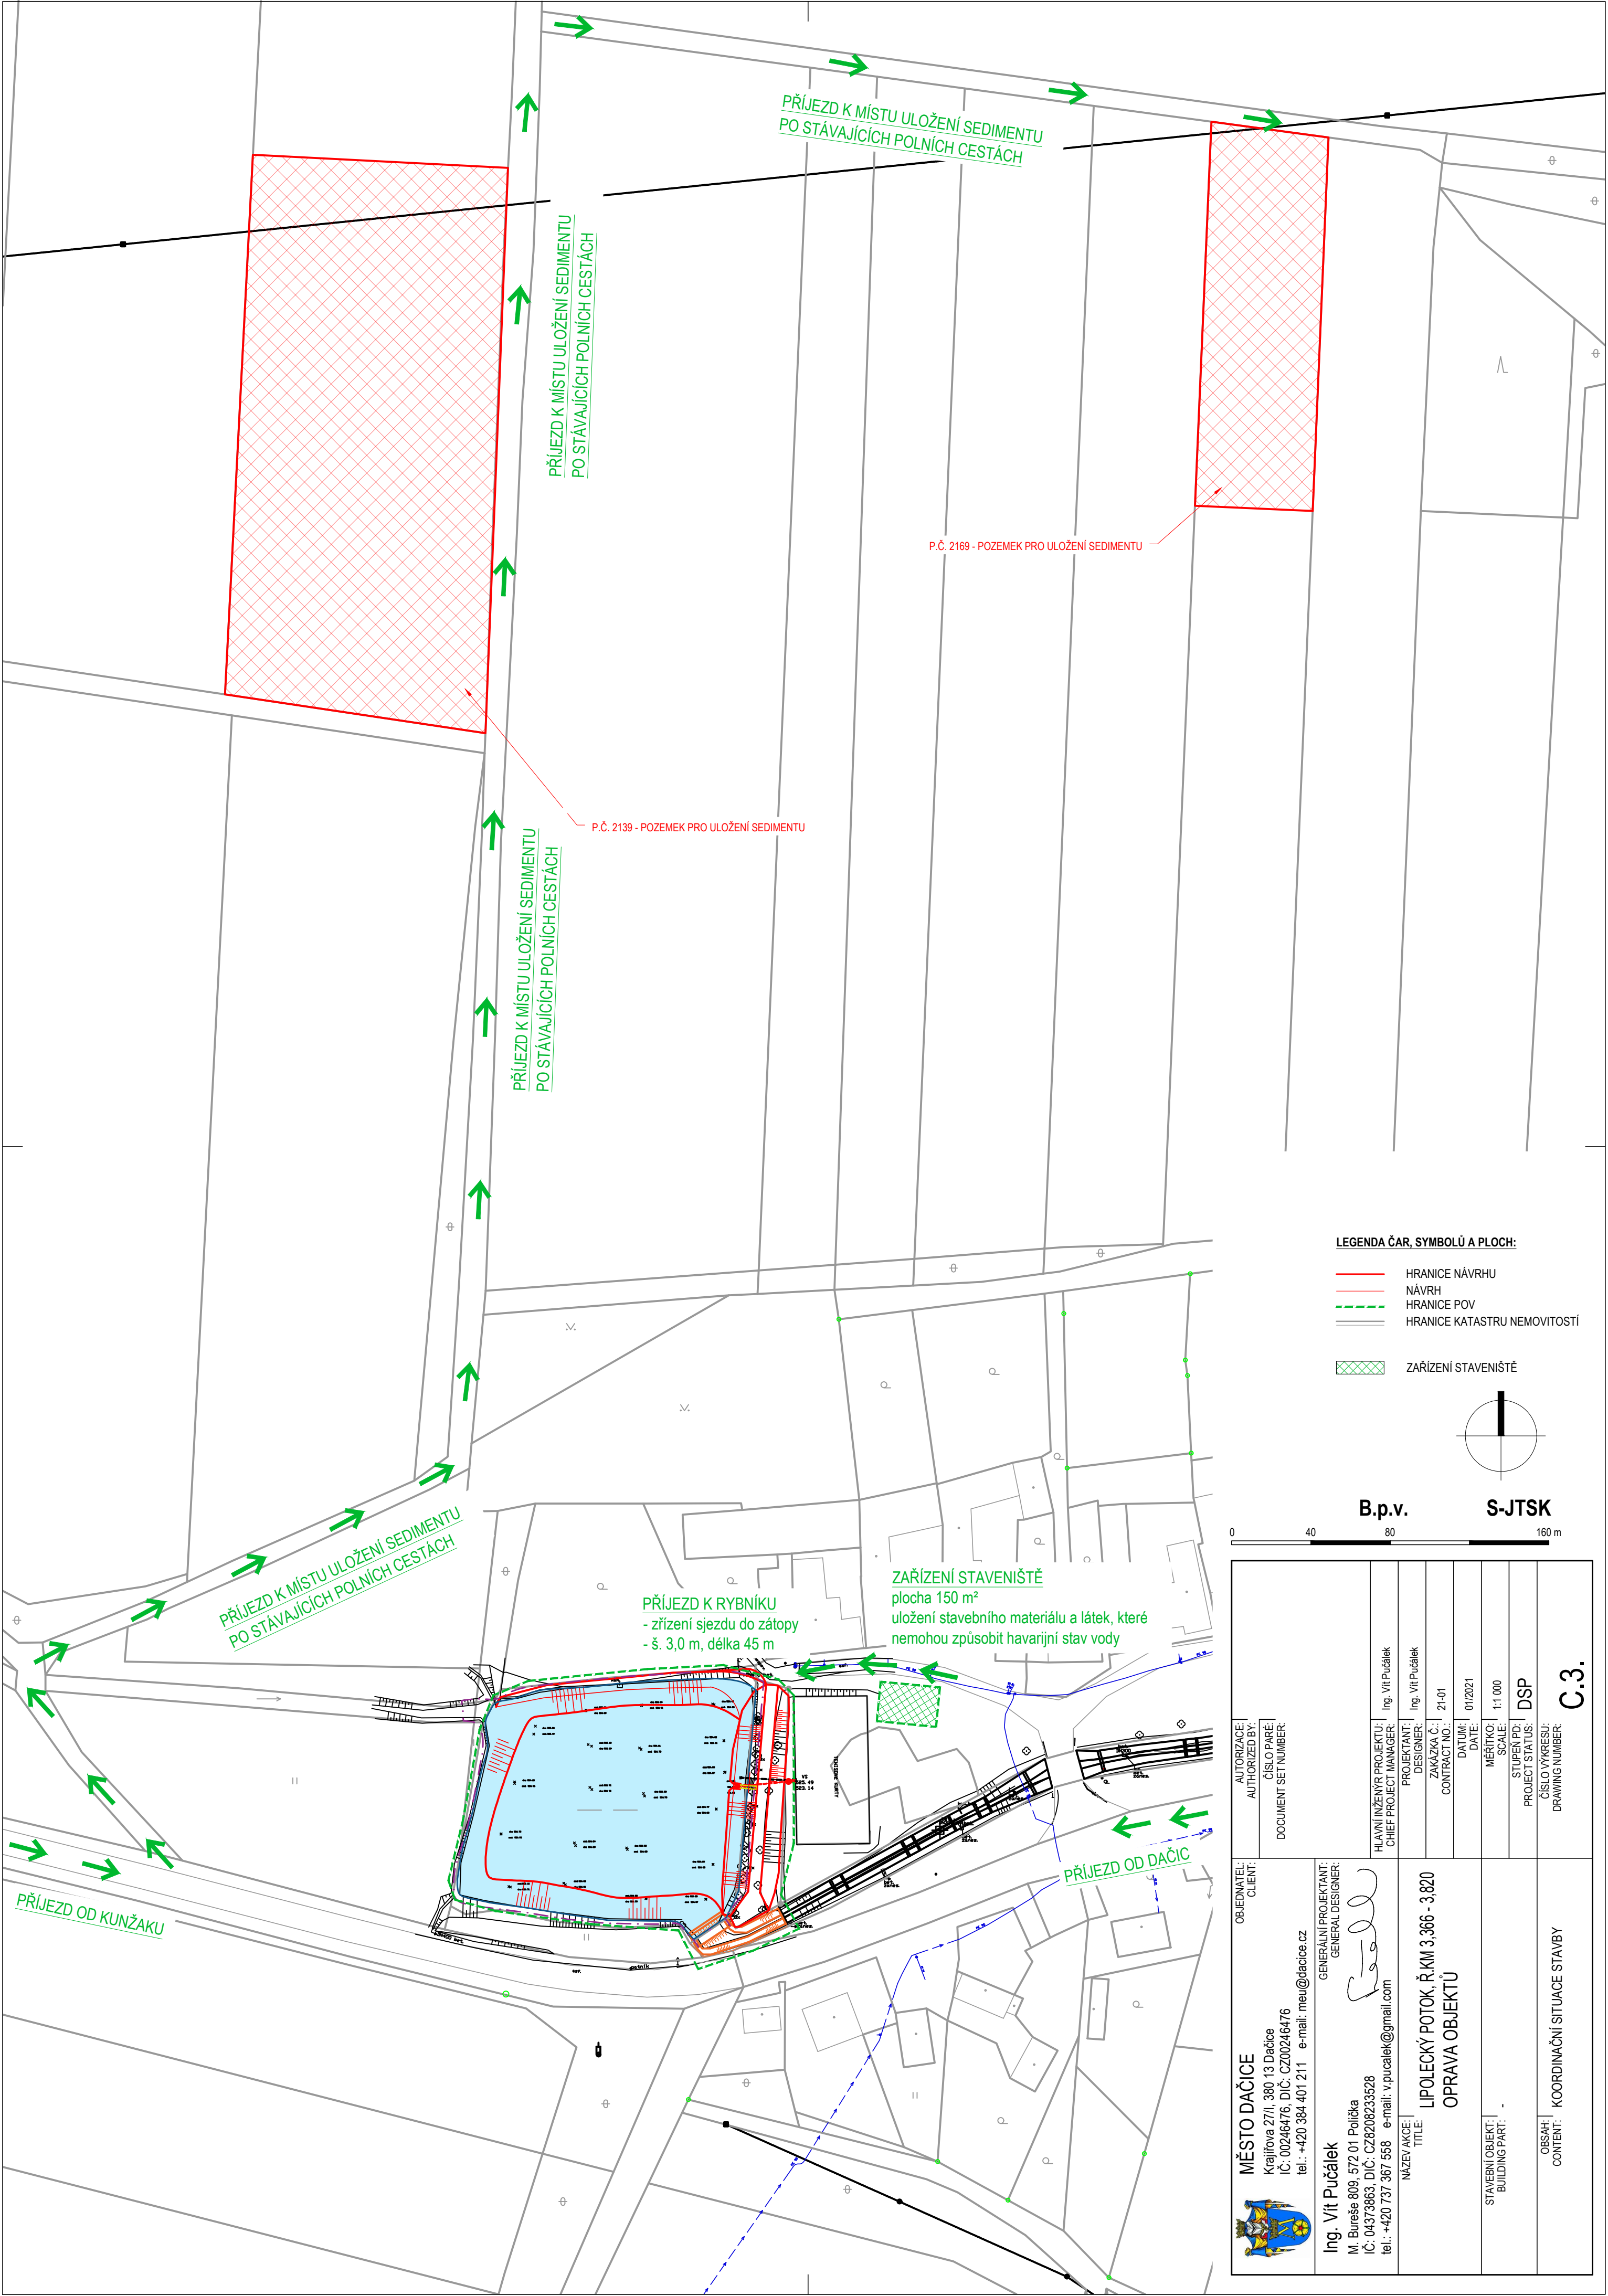 PŘÍJEZD K MÍSTU ULOŽENÍ SEDIMENTU
PO STÁVAJÍCÍCH POLNÍCH CESTÁCH
PŘÍJEZD K MÍSTU ULOŽENÍ SEDIMENTU
PO STÁVAJÍCÍCH POLNÍCH CESTÁCH
P.Č. 2169 - POZEMEK PRO ULOŽENÍ SEDIMENTU
P.Č. 2139 - POZEMEK PRO ULOŽENÍ SEDIMENTU
PŘÍJEZD K MÍSTU ULOŽENÍ SEDIMENTU
PO STÁVAJÍCÍCH POLNÍCH CESTÁCH
LEGENDA ČAR, SYMBOLŮ A PLOCH:
HRANICE NÁVRHU
NÁVRH
HRANICE POV
HRANICE KATASTRU NEMOVITOSTÍ
ZAŘÍZENÍ STAVENIŠTĚ
B.p.v.
S-JTSK
0 40 80 160 m
PŘÍJEZD K MÍSTU ULOŽENÍ SEDIMENTU
PO STÁVAJÍCÍCH POLNÍCH CESTÁCH
PŘÍJEZD K RYBNÍKU
- zřízení sjezdu do zátopy
- š. 3,0 m, délka 45 m
ZAŘÍZENÍ STAVENIŠTĚ
plocha 150 m²
uložení stavebního materiálu a látek, které
nemohou způsobit havarijní stav vody
VS
525.49
523.14
PŘÍJEZD OD DAČIC
PŘÍJEZD OD KUNŽAKU
OBJEDNATEL:
CLIENT:
MĚSTO DAČICE
Krajířova 27/I, 380 13 Dačice
IČ: 00246476, DIČ: CZ00246476
tel.: +420 384 401 211 e-mail: meu@dacice.cz
AUTORIZACE:
AUTHORIZED BY:
ČÍSLO PARÉ:
DOCUMENT SET NUMBER:
GENERÁLNÍ PROJEKTANT:
GENERAL DESIGNER:
Ing. Vít Pučálek
M. Bureše 809, 572 01 Polička
IČ: 04373863, DIČ: CZ8208233528
tel.: +420 737 367 558 e-mail: v.pucalek@gmail.com
HLAVNÍ INŽENÝR PROJEKTU:
CHIEF PROJECT MANAGER:
Ing. Vít Pučálek
PROJEKTANT:
DESIGNER:
Ing. Vít Pučálek
NÁZEV AKCE:
TITLE:
LIPOLECKÝ POTOK, Ř.KM 3,366 - 3,820
OPRAVA OBJEKTŮ
ZAKÁZKA Č.:
CONTRACT NO.:
21-01
DATUM:
DATE:
01/2021
MĚŘÍTKO:
SCALE:
1:1 000
STAVEBNÍ OBJEKT:
BUILDING PART:
-
STUPEŇ PD:
PROJECT STATUS:
DSP
OBSAH:
CONTENT:
KOORDINAČNÍ SITUACE STAVBY
ČÍSLO VÝKRESU:
DRAWING NUMBER:
C.3.